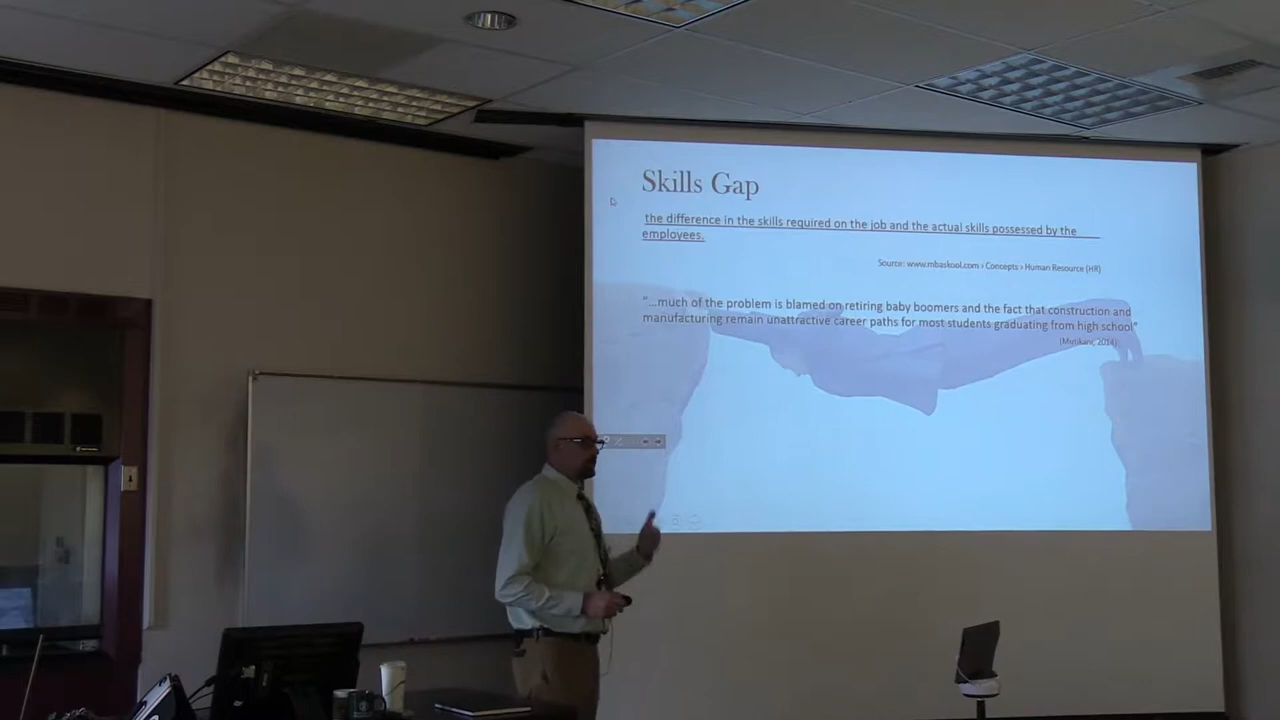 Skills Gap
the difference in the skills required on the job and the actual skills possessed by the
employees.
Source: www.mbaskool.com › Concepts › Human Resource (HR)
"...much of the problem is blamed on retiring baby boomers and the fact that construction and
manufacturing remain unattractive career paths for most students graduating from high school"
(Mutikani, 2014)